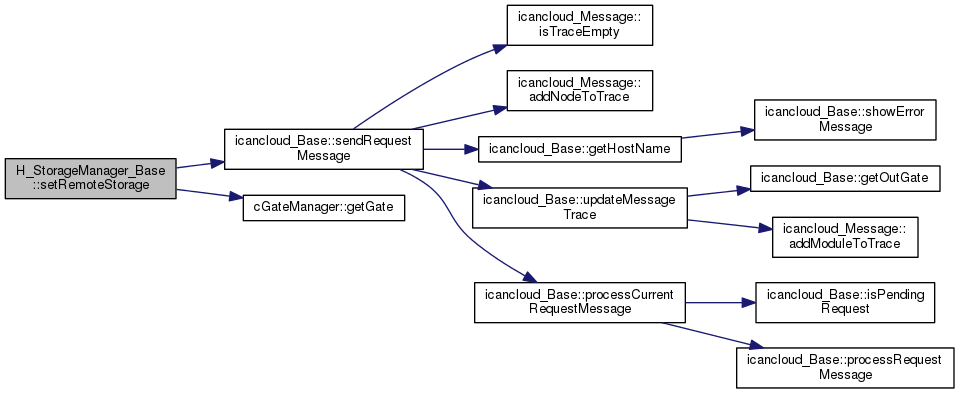 H_StorageManager_Base
::setRemoteStorage
icancloud_Base::sendRequest
Message
cGateManager::getGate
icancloud_Message::
isTraceEmpty
icancloud_Message::
addNodeToTrace
icancloud_Base::getHostName
icancloud_Base::updateMessage
Trace
icancloud_Base::processCurrent
RequestMessage
icancloud_Base::showError
Message
icancloud_Base::getOutGate
icancloud_Message::
addModuleToTrace
icancloud_Base::isPending
Request
icancloud_Base::processRequest
Message